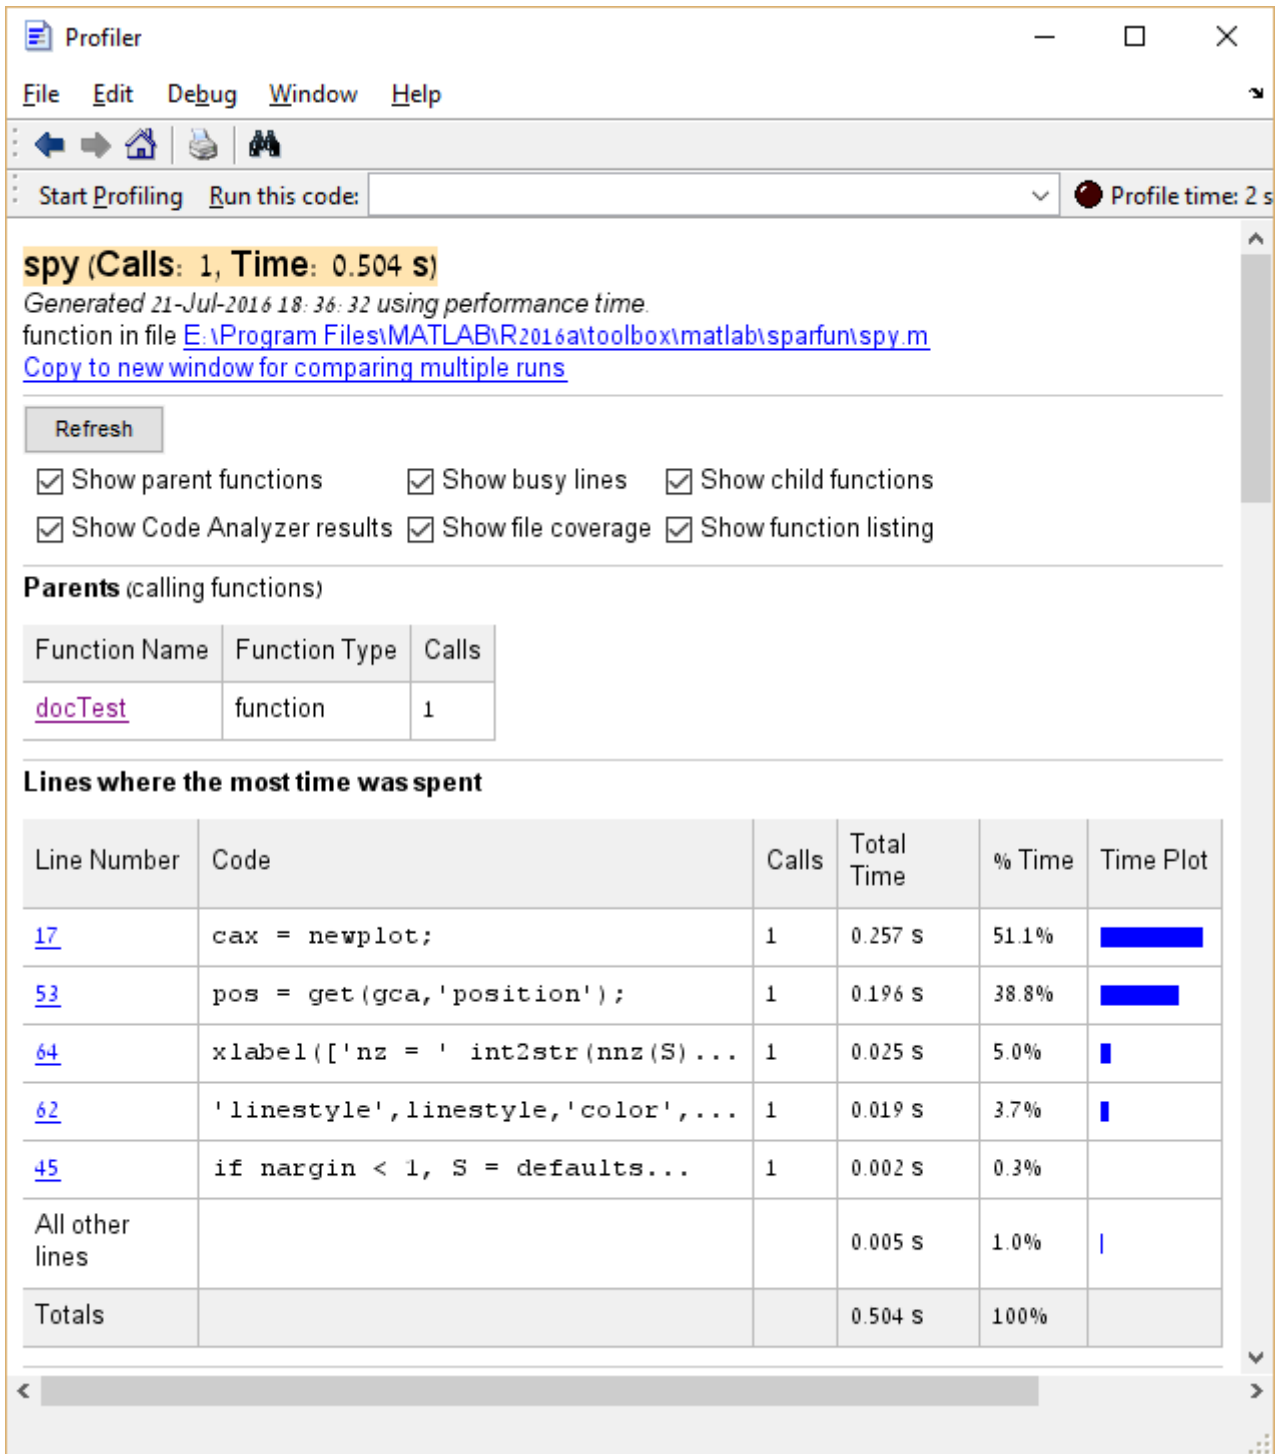 Profiler
File Edit Debug Window Help
Start Profiling Run this code: Profile time: 2 s
spy (Calls: 1, Time: 0.504 s)
Generated 21-Jul-2016 18:36:32 using performance time.
function in file E:\Program Files\MATLAB\R2016a\toolbox\matlab\sparfun\spy.m
Copy to new window for comparing multiple runs
Refresh
Show parent functions Show busy lines Show child functions
Show Code Analyzer results Show file coverage Show function listing
Parents (calling functions)
Function Name Function Type Calls
docTest function 1
Lines where the most time was spent
Line Number Code Calls Total Time % Time Time Plot
17 cax = newplot; 1 0.257 s 51.1%
53 pos = get(gca,'position'); 1 0.196 s 38.8%
64 xlabel(['nz = ' int2str(nnz(S)... 1 0.025 s 5.0%
62 'linestyle',linestyle,'color',... 1 0.019 s 3.7%
45 if nargin < 1, S = defaults... 1 0.002 s 0.3%
All other lines 0.005 s 1.0%
Totals 0.504 s 100%